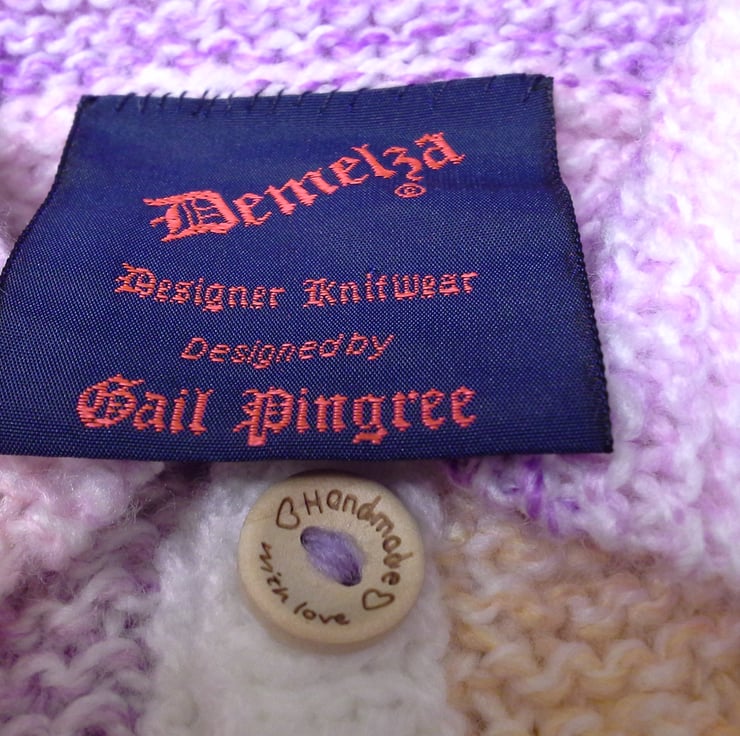 Demelza
©
Designer Knitwear
Designed by
Gail Pingree
♡Handmade♡
with love